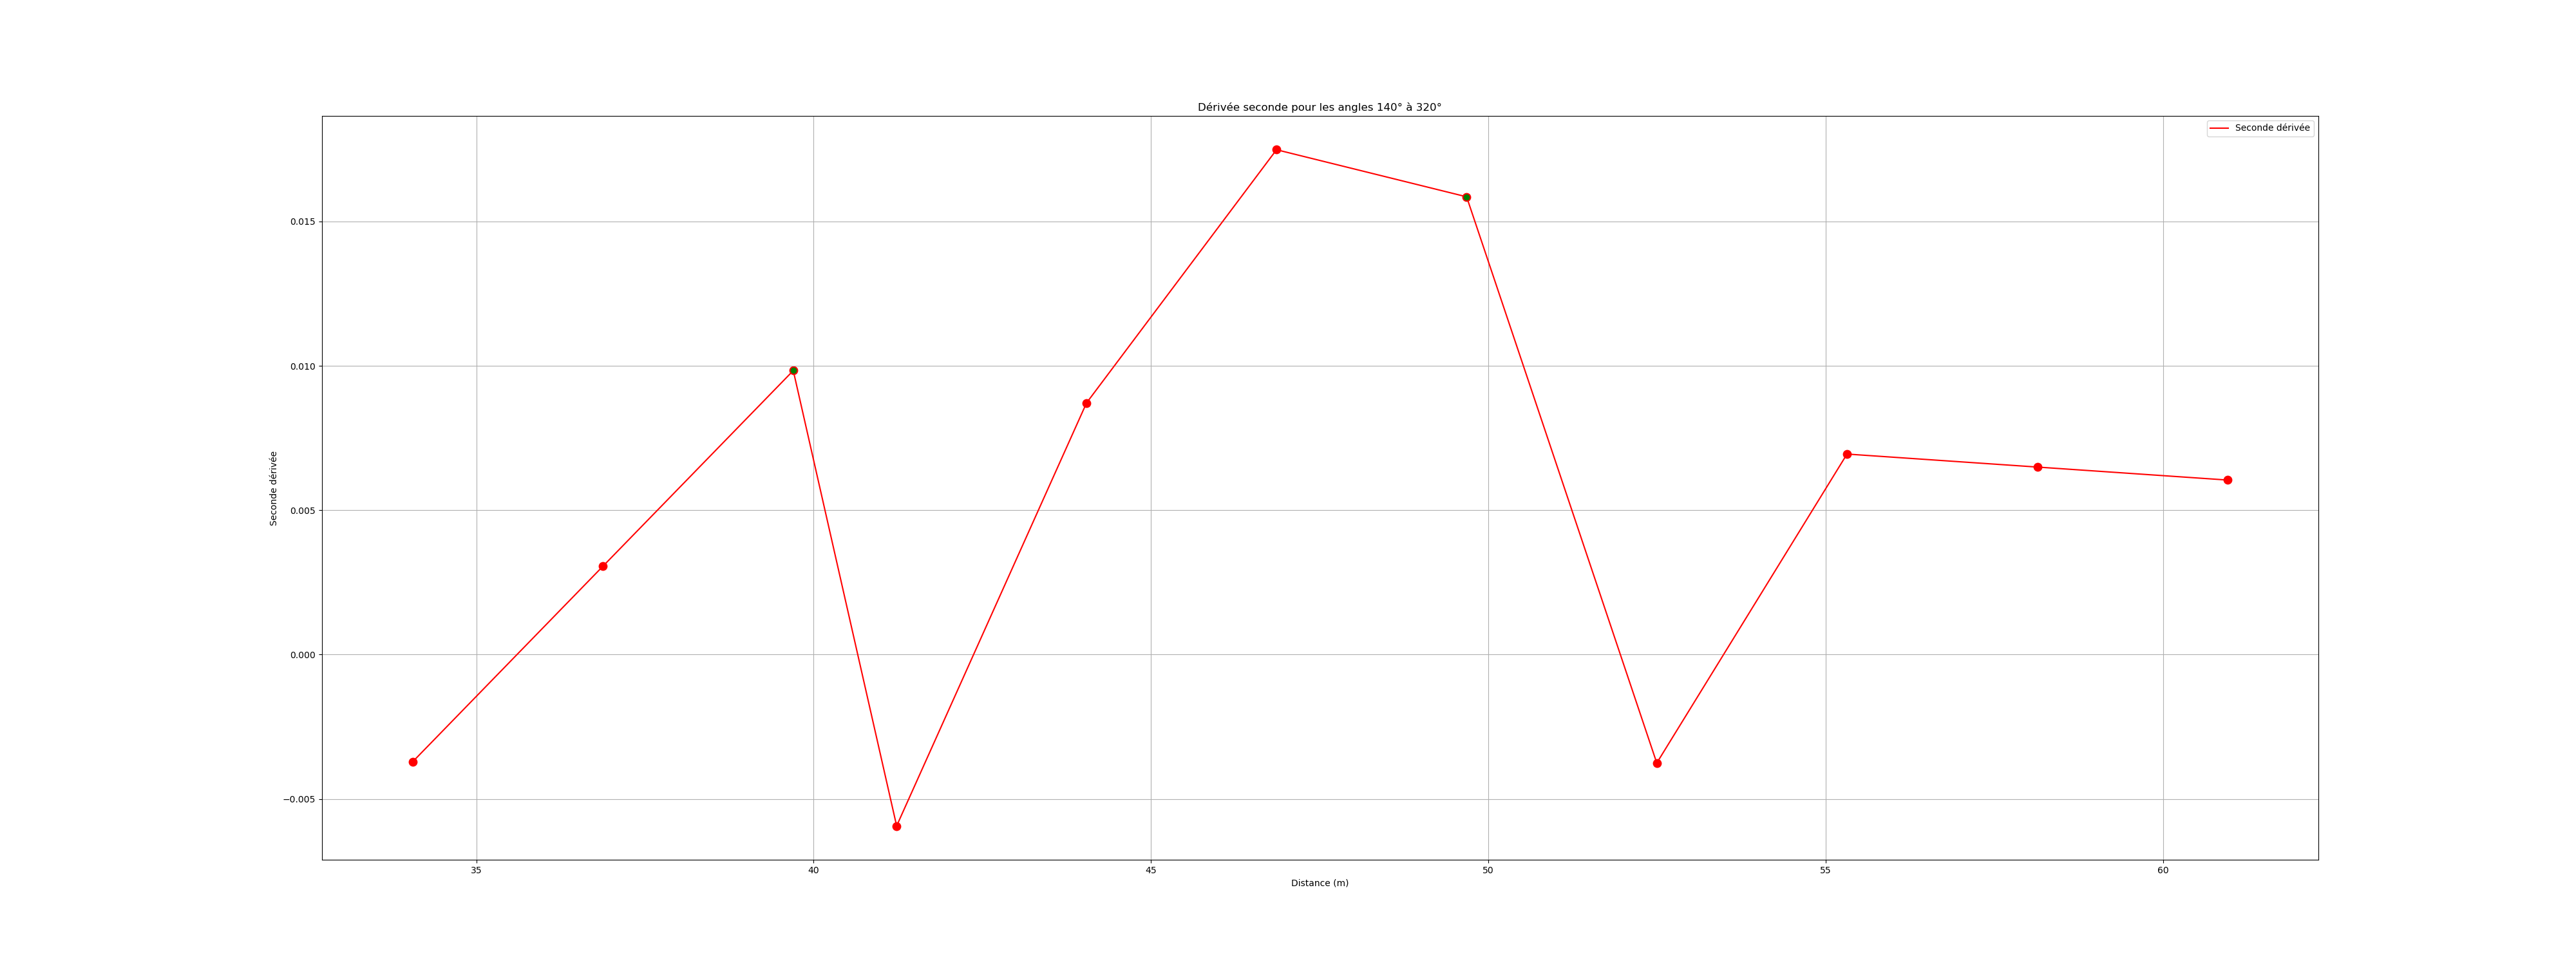 Dérivée seconde pour les angles 140° à 320°
Seconde dérivée
0.015
0.010
0.005
0.000
−0.005
Seconde dérivée
35 40 45 50 55 60
Distance (m)